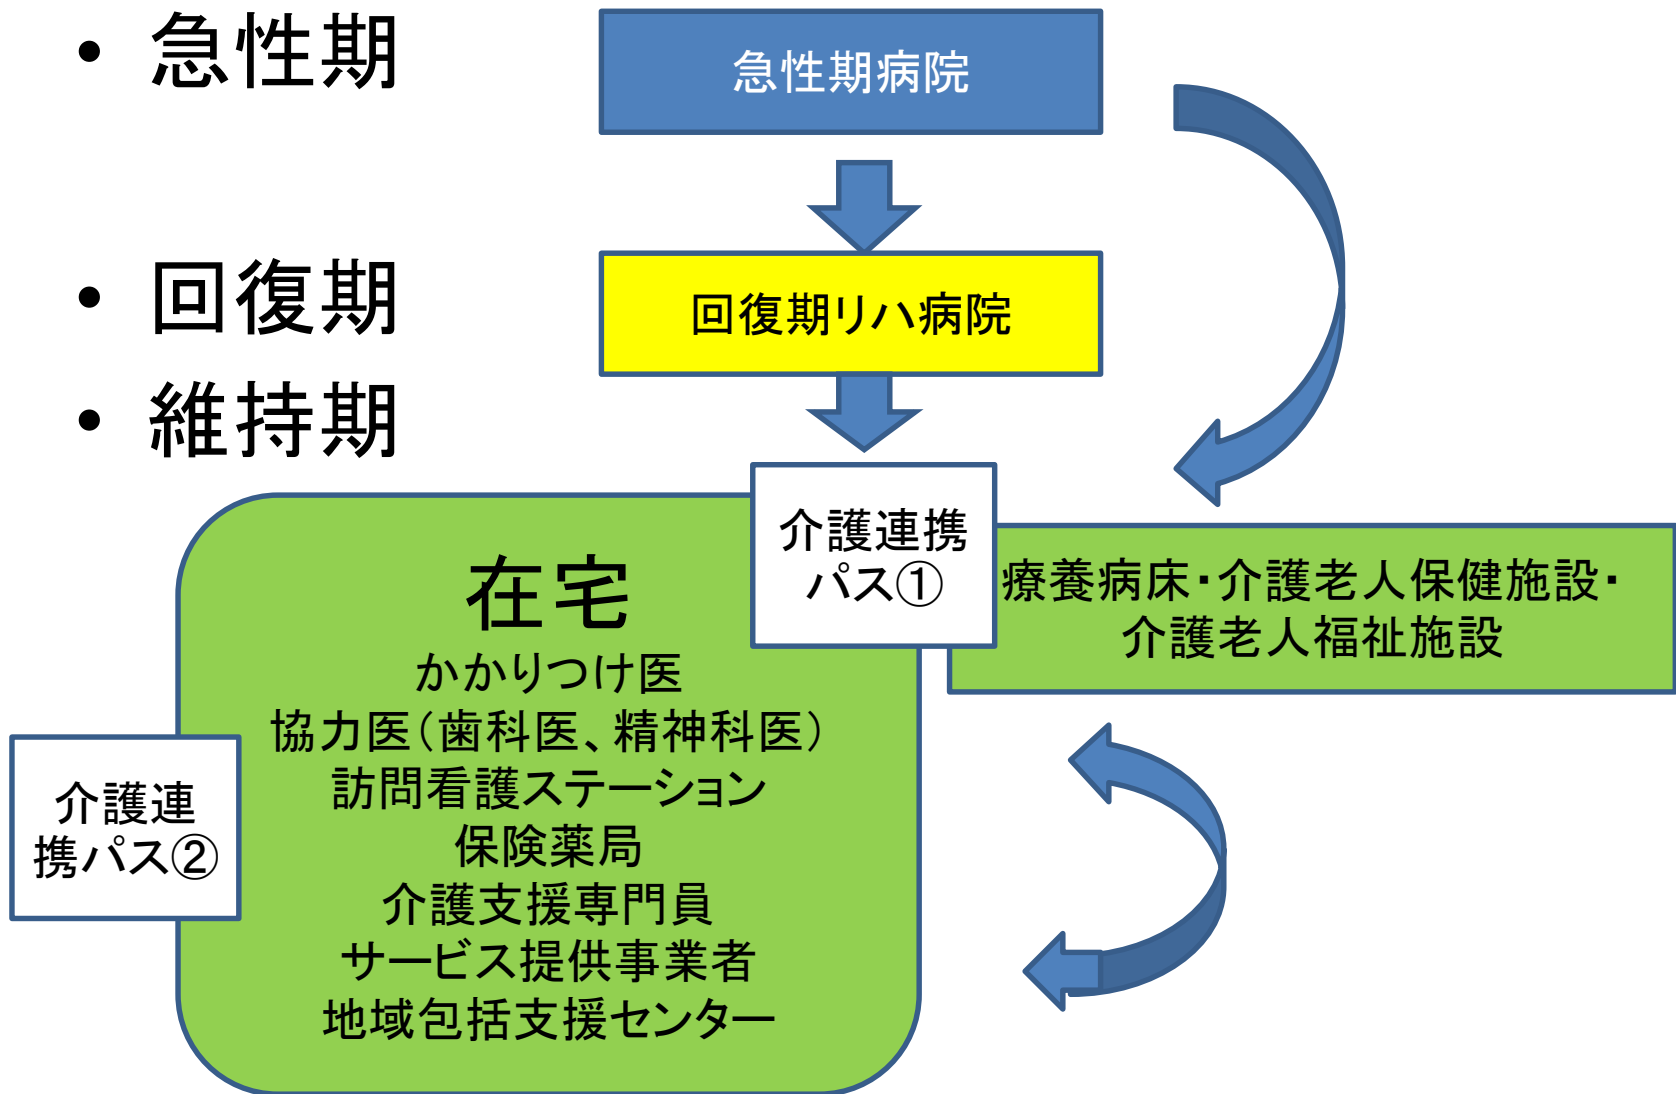 • 急性期
急性期病院
• 回復期
回復期リハ病院
• 維持期
介護連携
パス①
在宅
かかりつけ医
協力医（歯科医、精神科医）
訪問看護ステーション
保険薬局
介護支援専門員
サービス提供事業者
地域包括支援センター
療養病床・介護老人保健施設・
介護老人福祉施設
介護連
携パス②